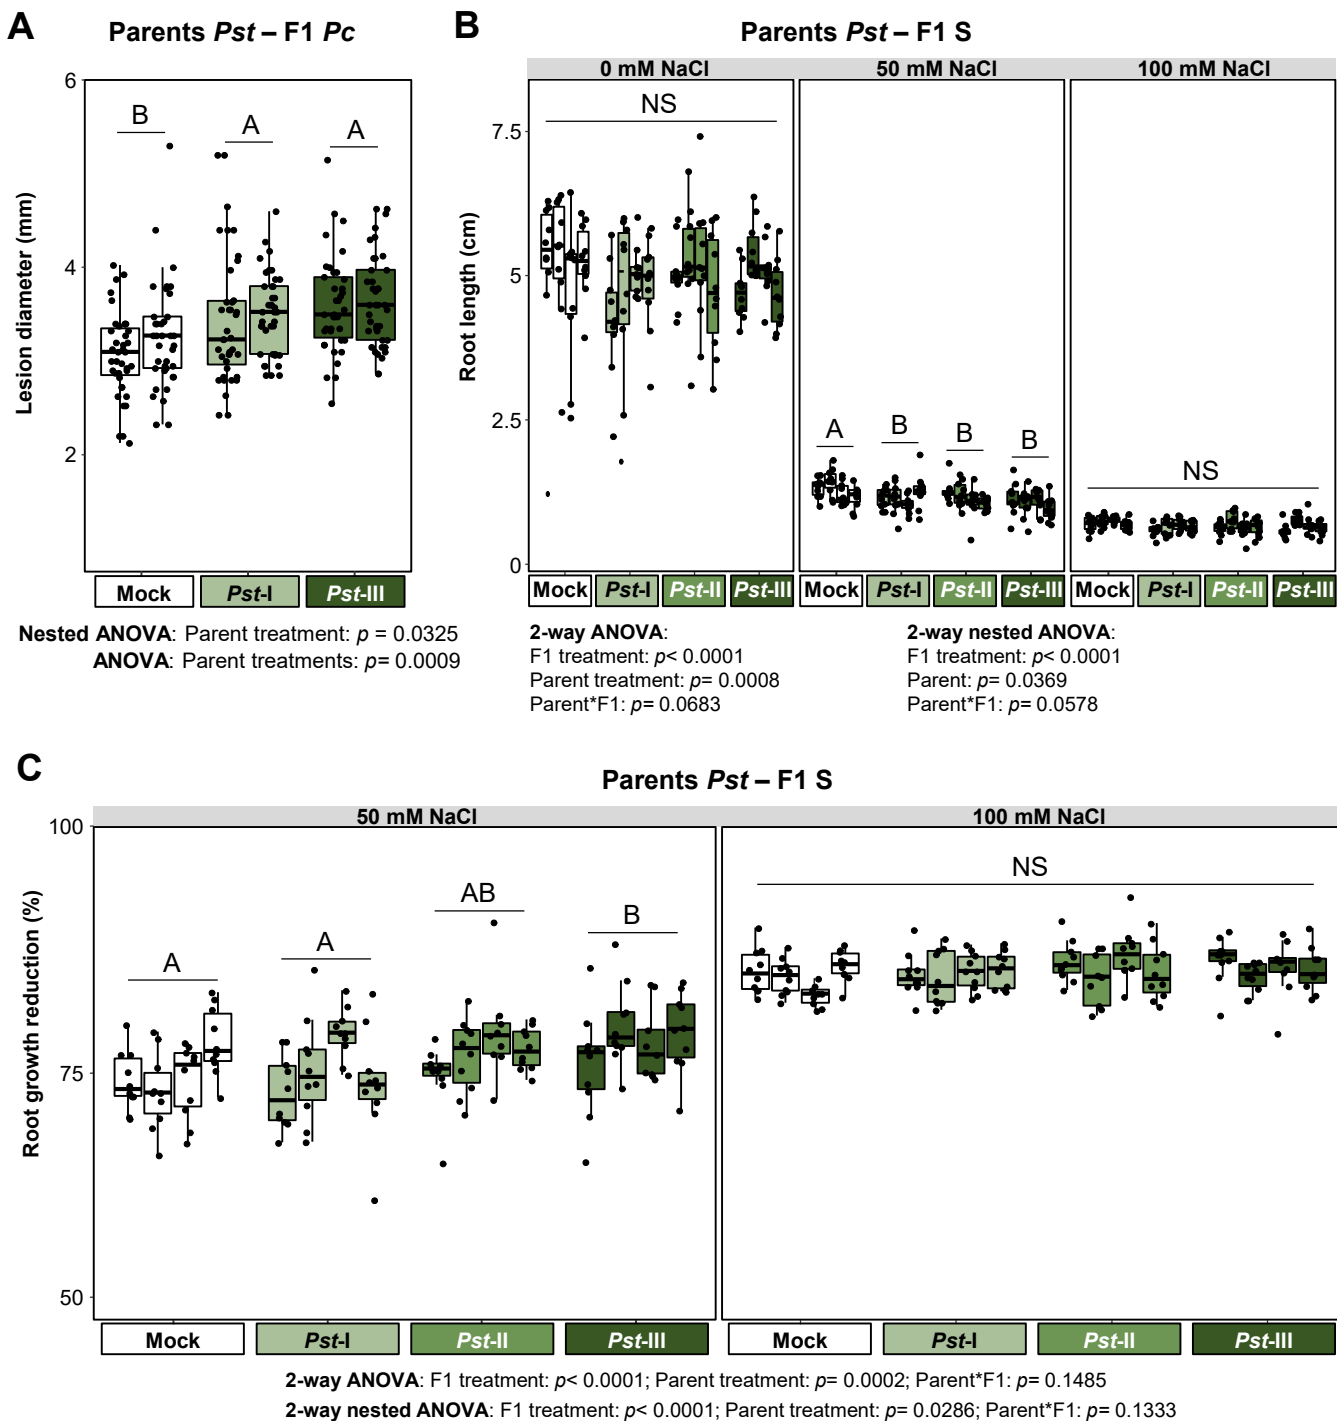 A
Parents Pst – F1 Pc
Lesion diameter (mm)
6
4
2
B
A
A
Mock
Pst-I
Pst-III
Nested ANOVA: Parent treatment: p = 0.0325
ANOVA: Parent treatments: p= 0.0009
B
Parents Pst – F1 S
0 mM NaCl
50 mM NaCl
100 mM NaCl
Root length (cm)
7.5
5
2.5
0
NS
A
B
B
B
NS
Mock
Pst-I
Pst-II
Pst-III
Mock
Pst-I
Pst-II
Pst-III
Mock
Pst-I
Pst-II
Pst-III
2-way ANOVA:
F1 treatment: p< 0.0001
Parent treatment: p= 0.0008
Parent*F1: p= 0.0683
2-way nested ANOVA:
F1 treatment: p< 0.0001
Parent: p= 0.0369
Parent*F1: p= 0.0578
C
Parents Pst – F1 S
50 mM NaCl
100 mM NaCl
Root growth reduction (%)
100
75
50
A
A
AB
B
NS
Mock
Pst-I
Pst-II
Pst-III
Mock
Pst-I
Pst-II
Pst-III
2-way ANOVA: F1 treatment: p< 0.0001; Parent treatment: p= 0.0002; Parent*F1: p= 0.1485
2-way nested ANOVA: F1 treatment: p< 0.0001; Parent treatment: p= 0.0286; Parent*F1: p= 0.1333